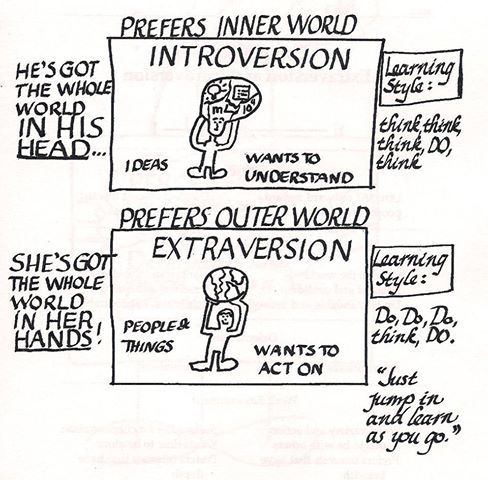 PREFERS INNER WORLD
INTROVERSION
HE'S GOT
THE WHOLE
WORLD
IN HIS
HEAD...
IDEAS
WANTS TO
UNDERSTAND
Learning
Style:
think, think,
think, DO,
think
PREFERS OUTER WORLD
EXTRAVERSION
SHE'S GOT
THE WHOLE
WORLD
IN HER
HANDS!
PEOPLE &
THINGS
WANTS TO
ACT ON
Learning
Style:
Do, Do, Do,
think, DO.
"Just
jump in
and learn
as you go."